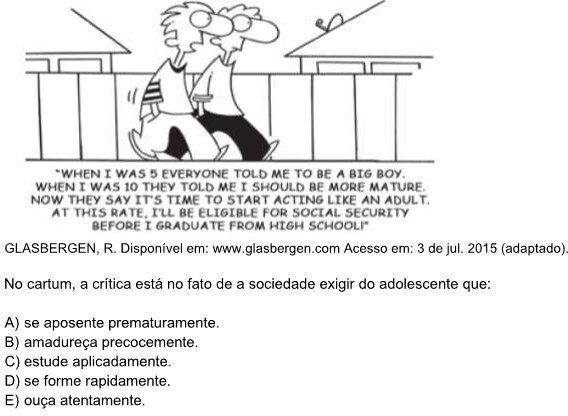 "WHEN I WAS 5 EVERYONE TOLD ME TO BE A BIG BOY.
WHEN I WAS 10 THEY TOLD ME I SHOULD BE MORE MATURE.
NOW THEY SAY IT'S TIME TO START ACTING LIKE AN ADULT.
AT THIS RATE, I'LL BE ELIGIBLE FOR SOCIAL SECURITY
BEFORE I GRADUATE FROM HIGH SCHOOL!"
GLASBERGEN, R. Disponível em: www.glasbergen.com Acesso em: 3 de jul. 2015 (adaptado).
No cartum, a crítica está no fato de a sociedade exigir do adolescente que:
A) se aposente prematuramente.
B) amadureça precocemente.
C) estude aplicadamente.
D) se forme rapidamente.
E) ouça atentamente.